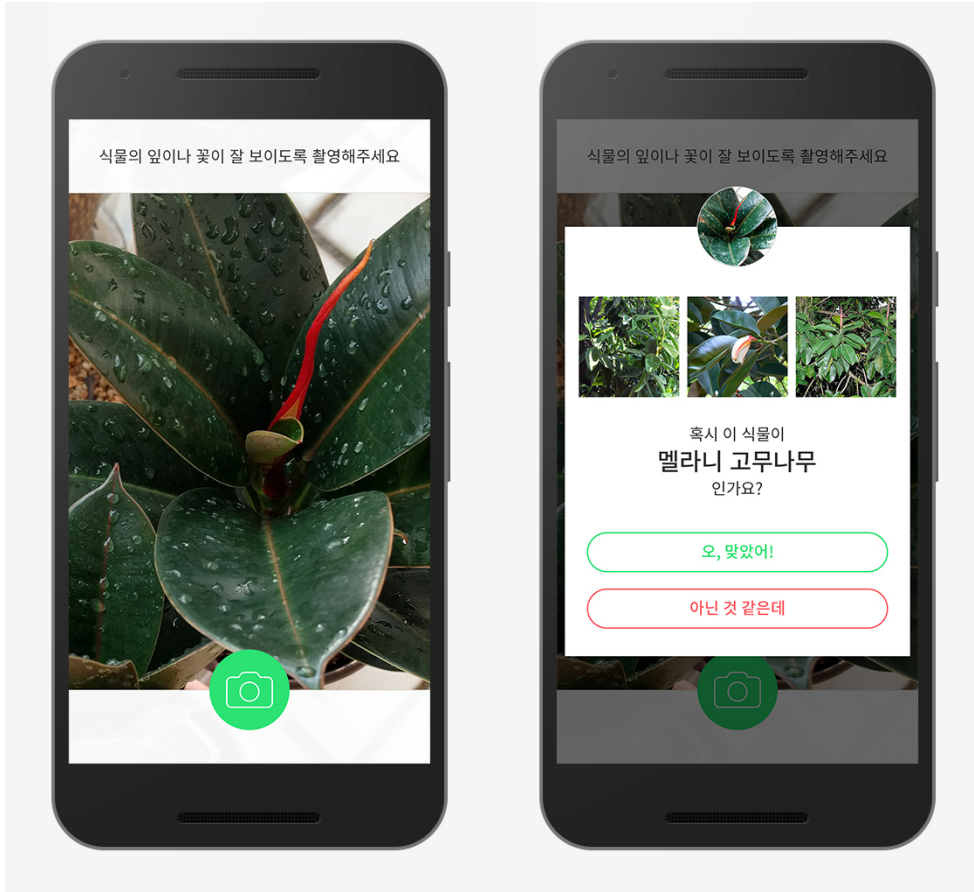 식물의 잎이나 꽃이 잘 보이도록 촬영해주세요
식물의 잎이나 꽃이 잘 보이도록 촬영해주세요
혹시 이 식물이
멜라니 고무나무
인가요?
오, 맞았어!
아닌 것 같은데